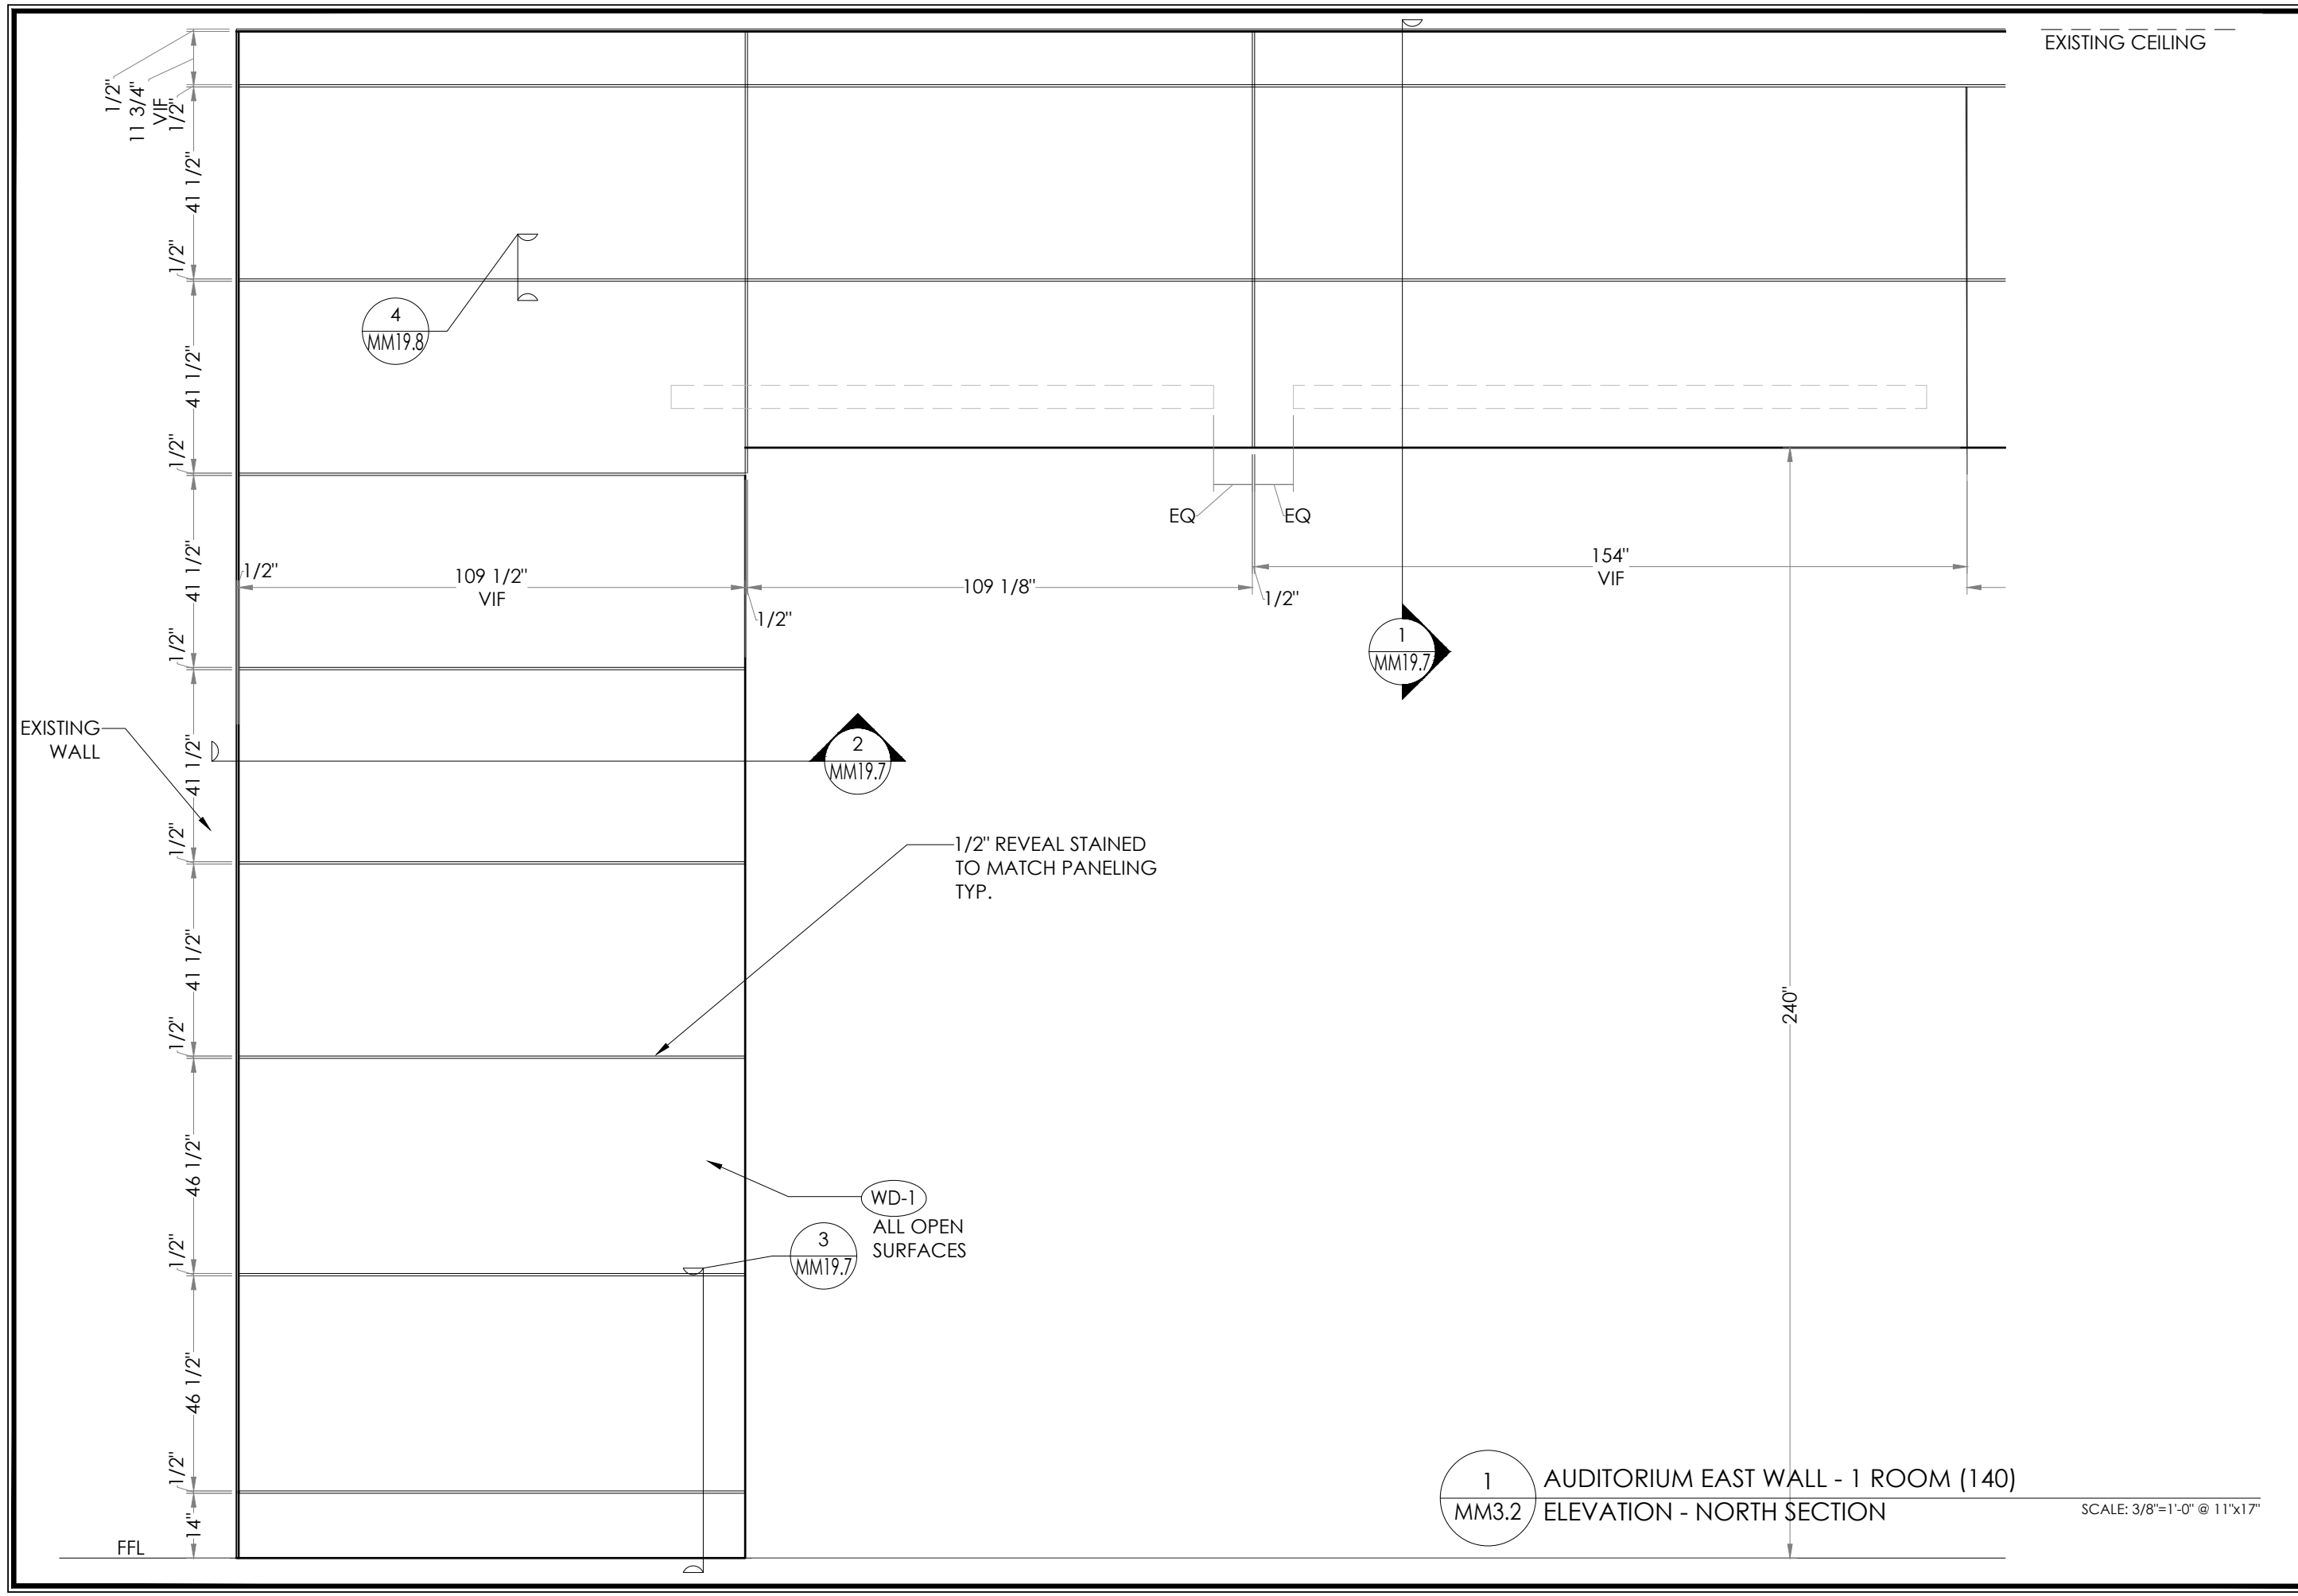 EXISTING CEILING
1/2"
11 3/4"
VIF
1/2"
41 1/2"
1/2"
4
MM19.8
41 1/2"
1/2"
EQ
EQ
41 1/2"
1/2"
109 1/2"
VIF
1/2"
109 1/8"
1/2"
154"
VIF
1/2"
1
MM19.7
EXISTING
WALL
41 1/2"
2
MM19.7
1/2"
1/2" REVEAL STAINED
TO MATCH PANELING
TYP.
41 1/2"
240"
1/2"
46 1/2"
WD-1
ALL OPEN
SURFACES
3
MM19.7
1/2"
46 1/2"
1/2"
14"
FFL
1
MM3.2
AUDITORIUM EAST WALL - 1 ROOM (140)
ELEVATION - NORTH SECTION
SCALE: 3/8"=1'-0" @ 11"x17"